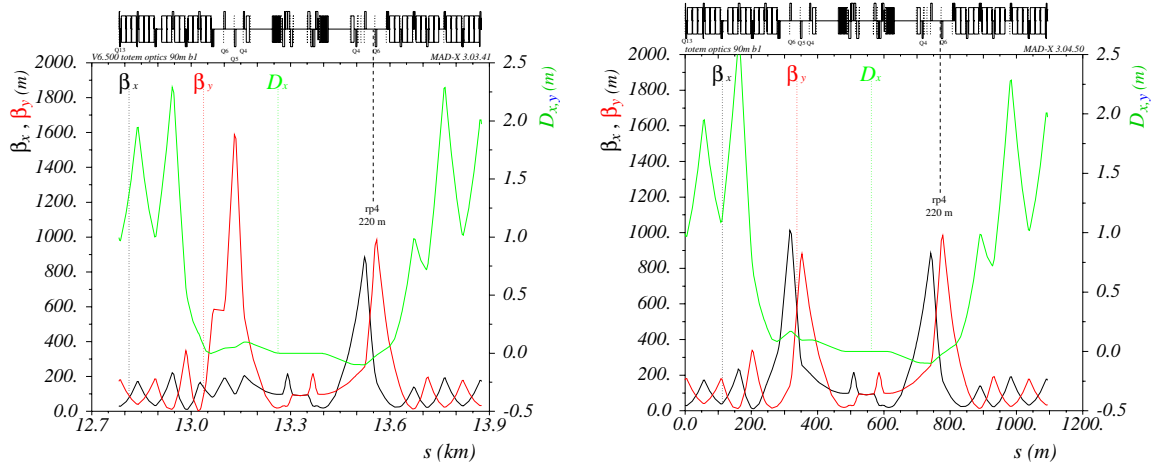 Q13
Q6
Q5
Q4
Q4
Q6
V6.500 totem optics 90m b1
MAD-X 3.03.41
2000.
1800.
1600.
1400.
1200.
1000.
800.
600.
400.
200.
0.0
βx , βy (m)
βx
βy
Dx
rp4
220 m
2.5
2.0
1.5
1.0
0.5
0.0
-0.5
Dx,y (m)
12.7
13.0
13.3
13.6
13.9
s (km)
Q13
Q6
Q5
Q4
Q4
Q6
totem optics 90m b1
MAD-X 3.04.50
2000.
1800.
1600.
1400.
1200.
1000.
800.
600.
400.
200.
0.0
βx , βy (m)
βx
βy
Dx
rp4
220 m
2.5
2.0
1.5
1.0
0.5
0.0
-0.5
Dx,y (m)
0.0
200.
400.
600.
800.
1000.
1200.
s (m)